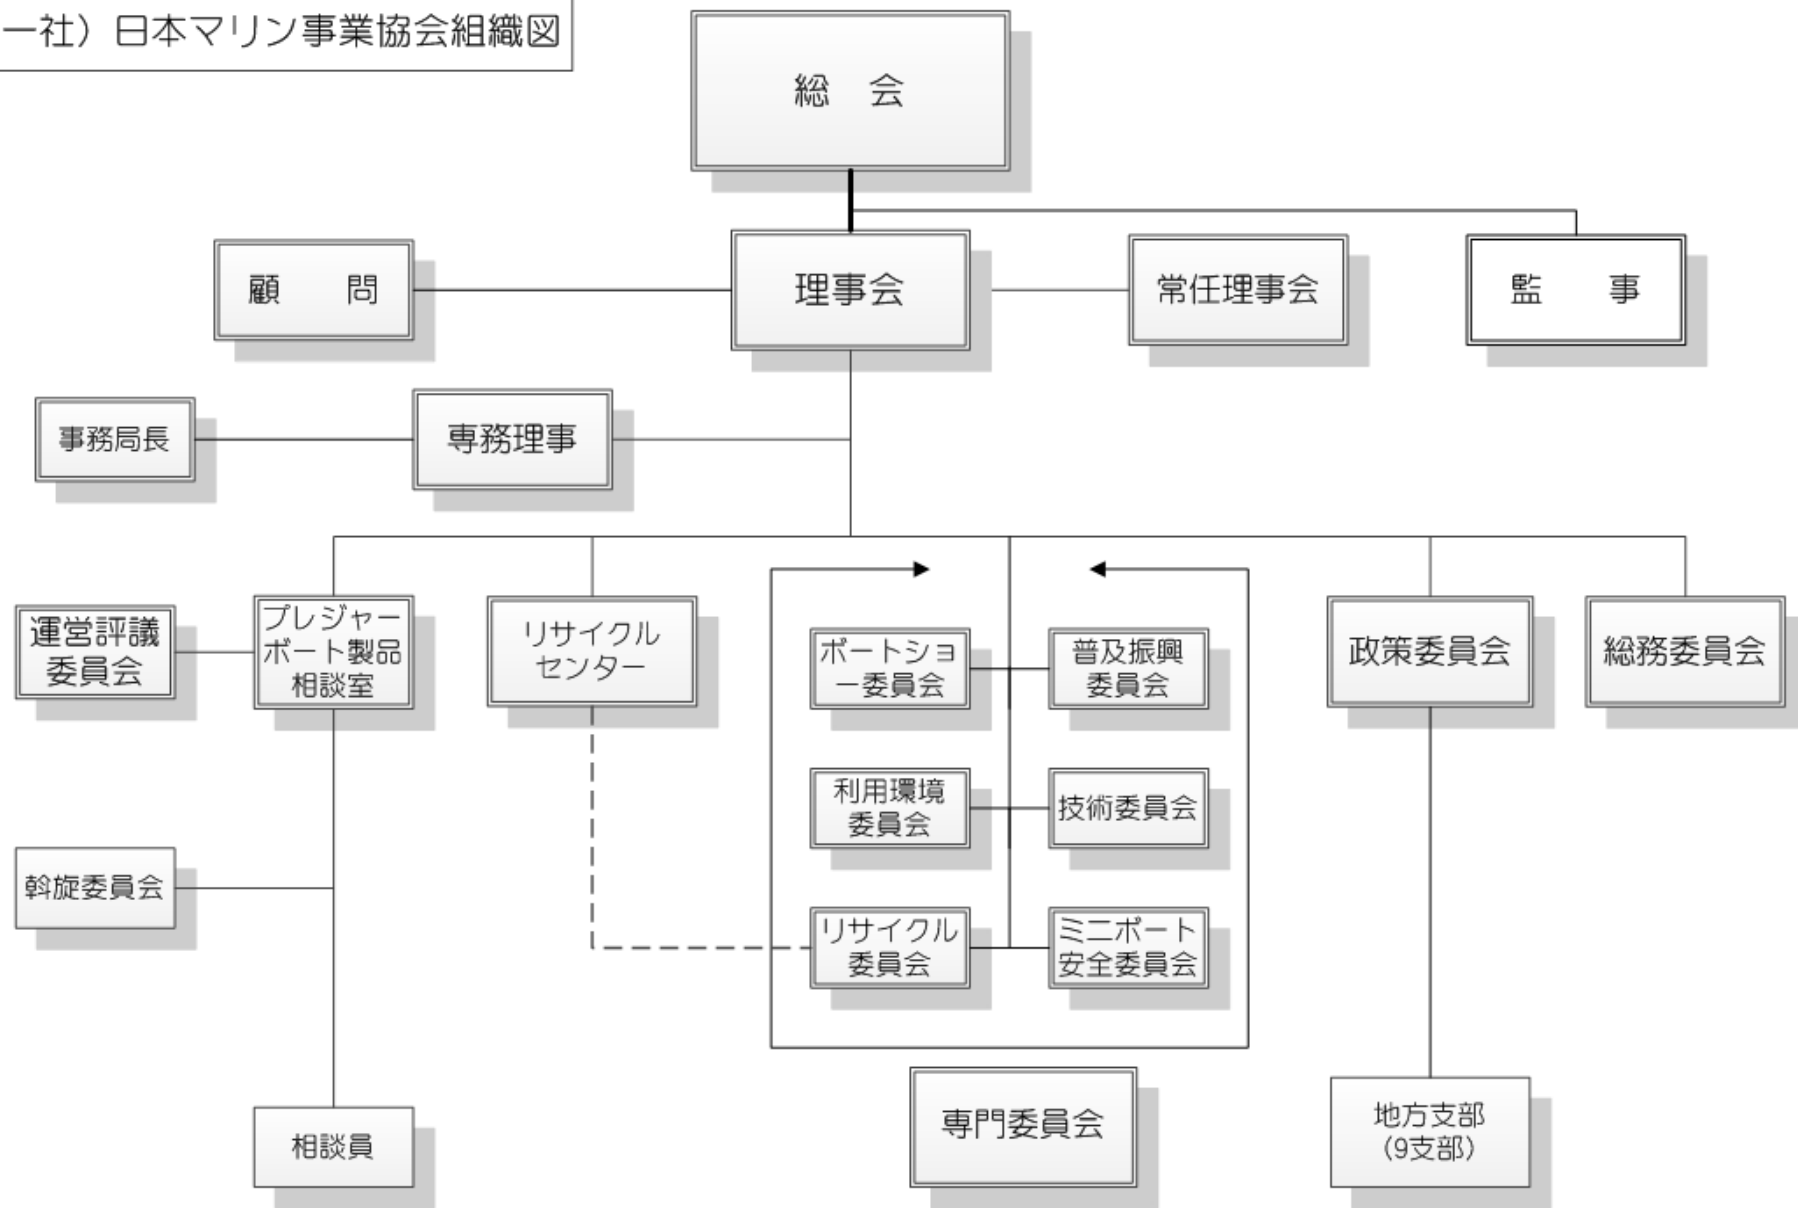 一社）日本マリン事業協会組織図
総　会
顧　問
理事会
常任理事会
監　事
事務局長
専務理事
運営評議
委員会
プレジャー
ボート製品
相談室
リサイクル
センター
ボートショ
ー委員会
普及振興
委員会
政策委員会
総務委員会
利用環境
委員会
技術委員会
斡旋委員会
リサイクル
委員会
ミニボート
安全委員会
相談員
専門委員会
地方支部
（9支部）